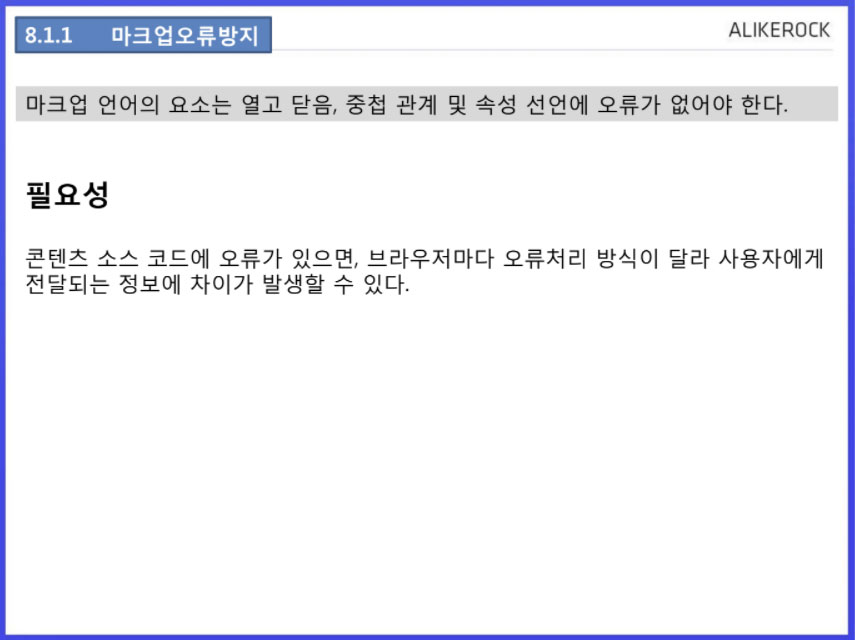 8.1.1 마크업오류방지
ALIKEROCK
마크업 언어의 요소는 열고 닫음, 중첩 관계 및 속성 선언에 오류가 없어야 한다.
필요성
콘텐츠 소스 코드에 오류가 있으면, 브라우저마다 오류처리 방식이 달라 사용자에게
전달되는 정보에 차이가 발생할 수 있다.